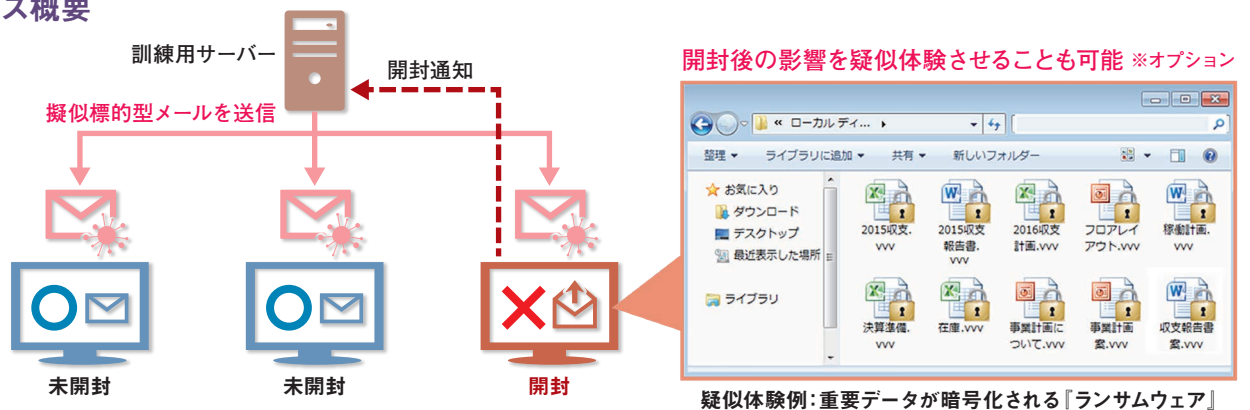 ス概要
訓練用サーバー
開封通知
擬似標的型メールを送信
未開封
未開封
開封
開封後の影響を疑似体験させることも可能 ※オプション
« ローカル ディ...
整理
ライブラリに追加
共有
新しいフォルダー
お気に入り
ダウンロード
デスクトップ
最近表示した場所
ライブラリ
2015収支.
vvv
2015収支
報告書.
vvv
2016収支
計画.vvv
フロアレイ
アウト.vvv
稼働計画.
vvv
決算準備.
vvv
在庫.vvv
事業計画に
ついて.vvv
事業計画
案.vvv
収支報告書
案.vvv
疑似体験例:重要データが暗号化される『ランサムウェア』